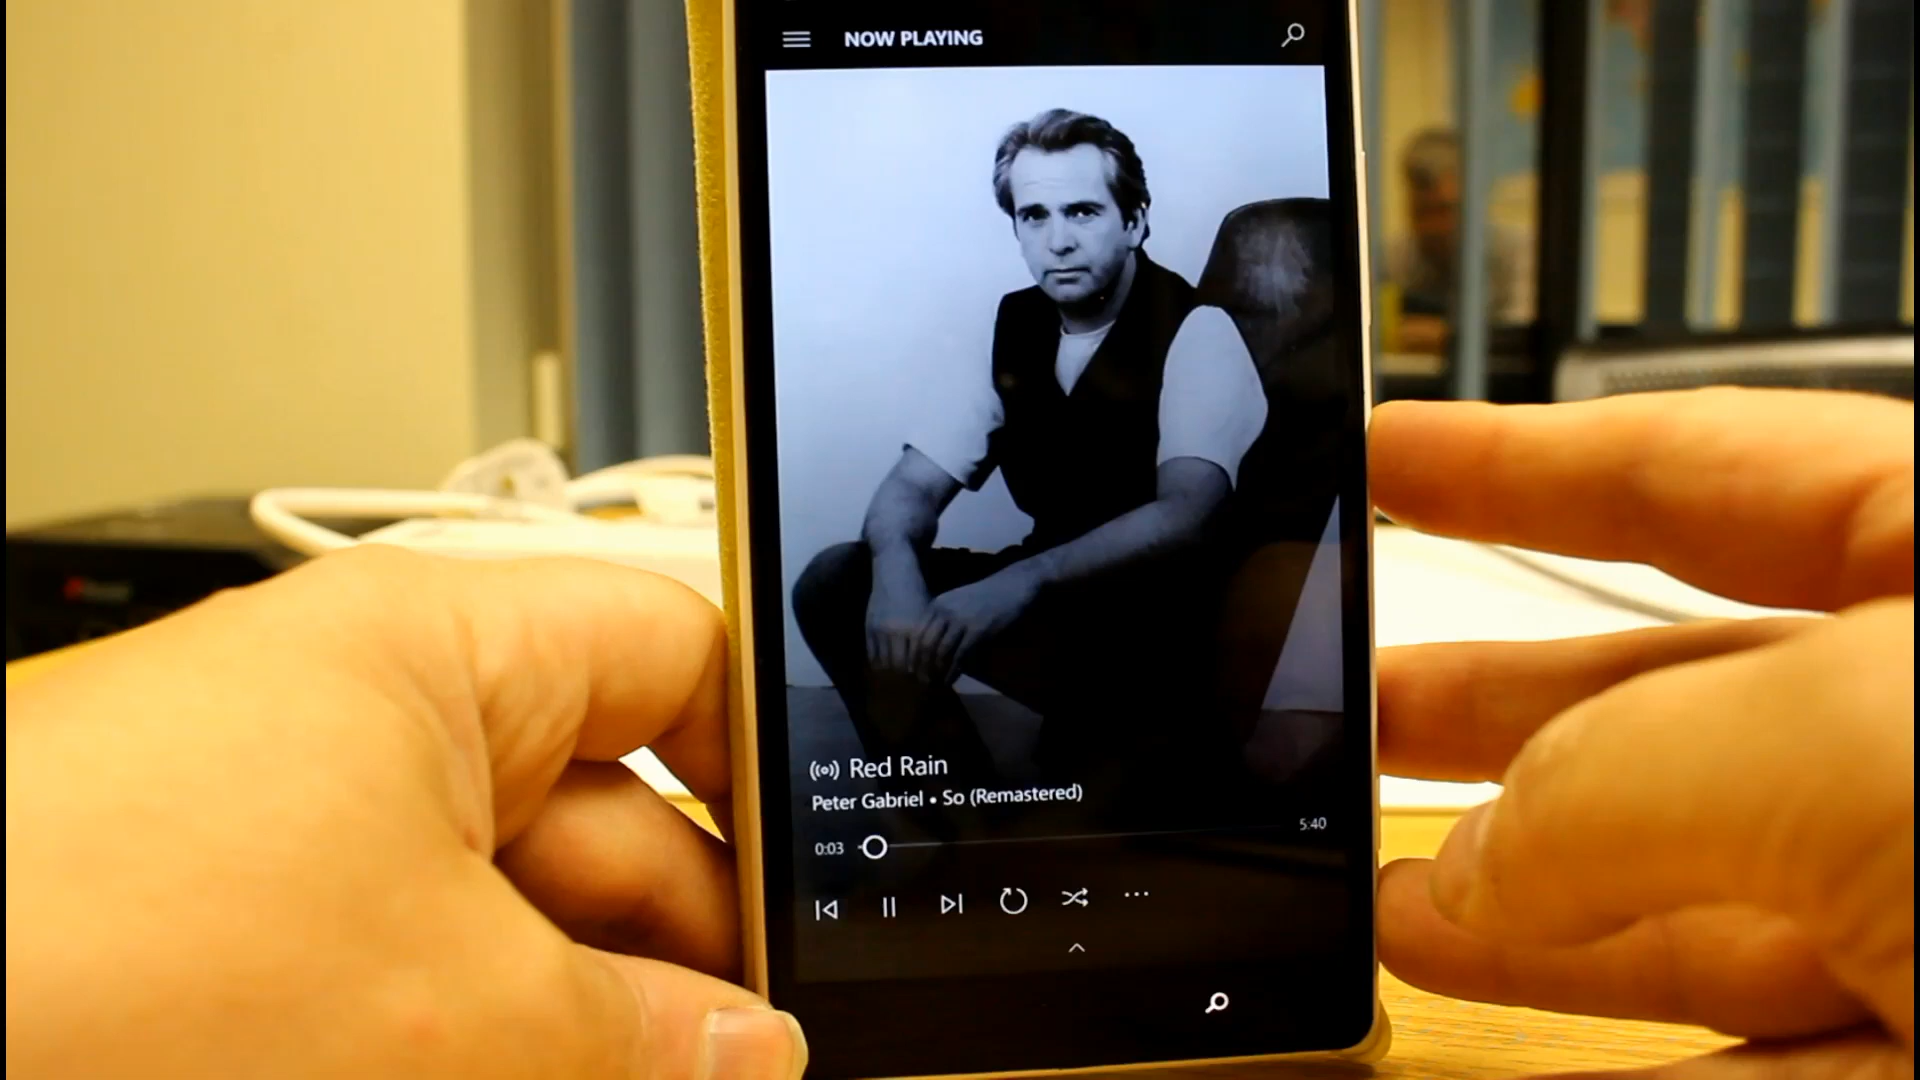 NOW PLAYING
Red Rain
Peter Gabriel • So (Remastered)
0:03
5:40